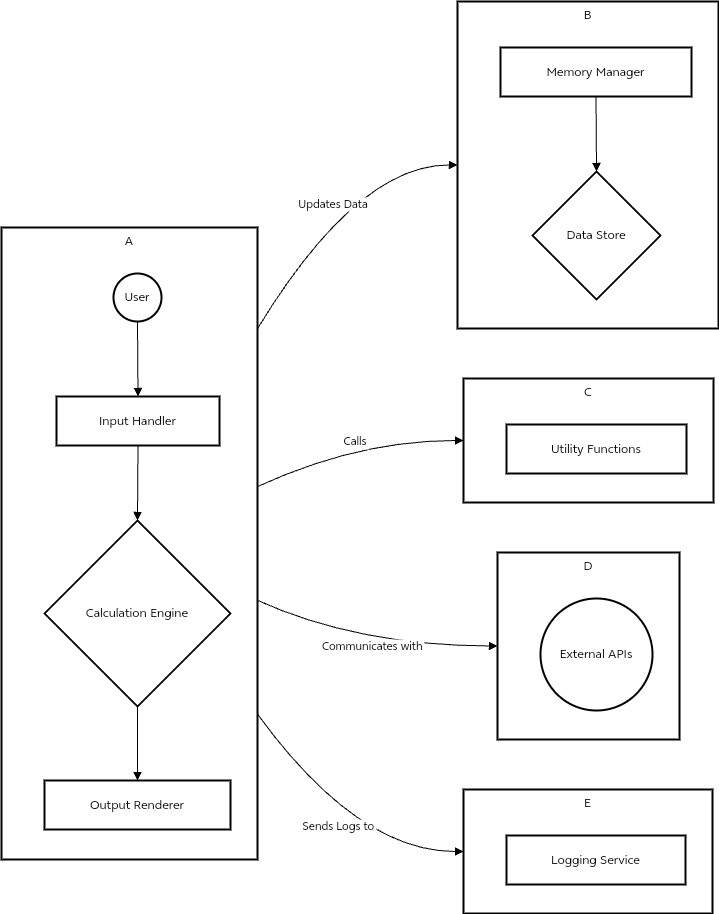 A
User
Input Handler
Calculation Engine
Output Renderer
Updates Data
Calls
Communicates with
Sends Logs to
B
Memory Manager
Data Store
C
Utility Functions
D
External APIs
E
Logging Service